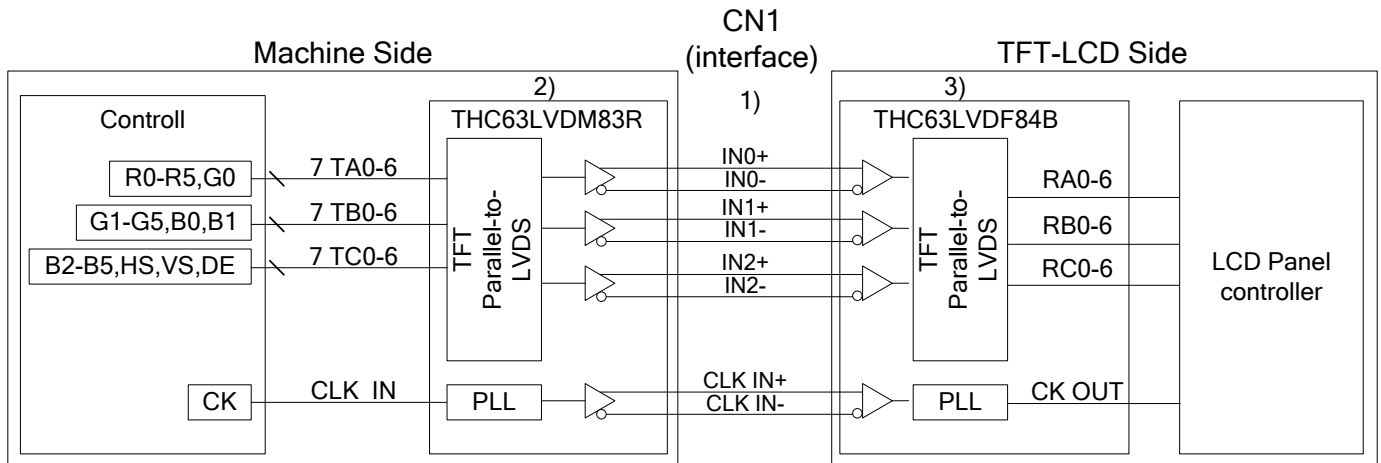 CN1
(interface)
1)
Machine Side
Controll
R0-R5,G0
G1-G5,B0,B1
B2-B5,HS,VS,DE
CK
7 TA0-6
7 TB0-6
7 TC0-6
CLK IN
2)
THC63LVDM83R
TFT
Parallel-to-
LVDS
PLL
IN0+
IN0-
IN1+
IN1-
IN2+
IN2-
CLK IN+
CLK IN-
TFT-LCD Side
3)
THC63LVDF84B
TFT
Parallel-to-
LVDS
PLL
RA0-6
RB0-6
RC0-6
CK OUT
LCD Panel
controller